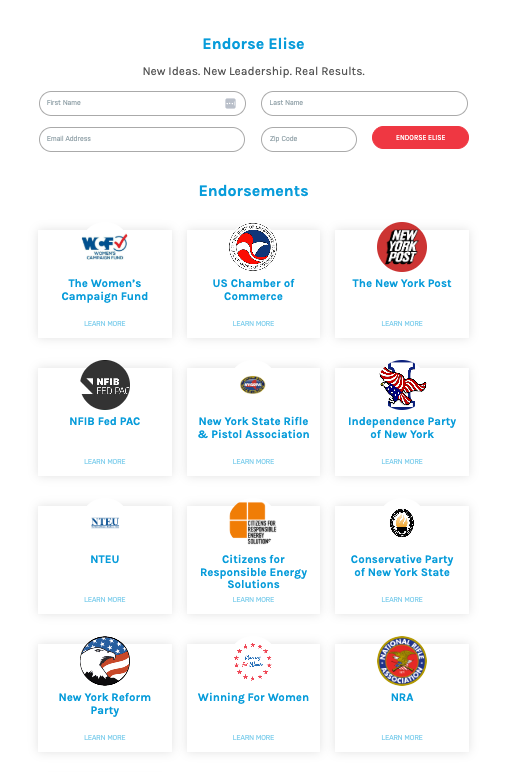 Endorse Elise
New Ideas. New Leadership. Real Results.
First Name
Last Name
Email Address
Zip Code
ENDORSE ELISE
Endorsements
WCF
WOMEN'S
CAMPAIGN FUND
The Women's
Campaign Fund
LEARN MORE
US Chamber of
Commerce
LEARN MORE
NEW
YORK
POST
The New York Post
LEARN MORE
NFIB
FED PAC
NFIB Fed PAC
LEARN MORE
New York State Rifle
& Pistol Association
LEARN MORE
Independence Party
of New York
LEARN MORE
NTEU
NTEU
LEARN MORE
CITIZENS FOR
RESPONSIBLE
ENERGY
SOLUTIONS
Citizens for
Responsible Energy
Solutions
LEARN MORE
Conservative Party
of New York State
LEARN MORE
New York Reform
Party
LEARN MORE
Winning
For Women
Winning For Women
LEARN MORE
NATIONAL RIFLE
ASSOCIATION
NRA
LEARN MORE